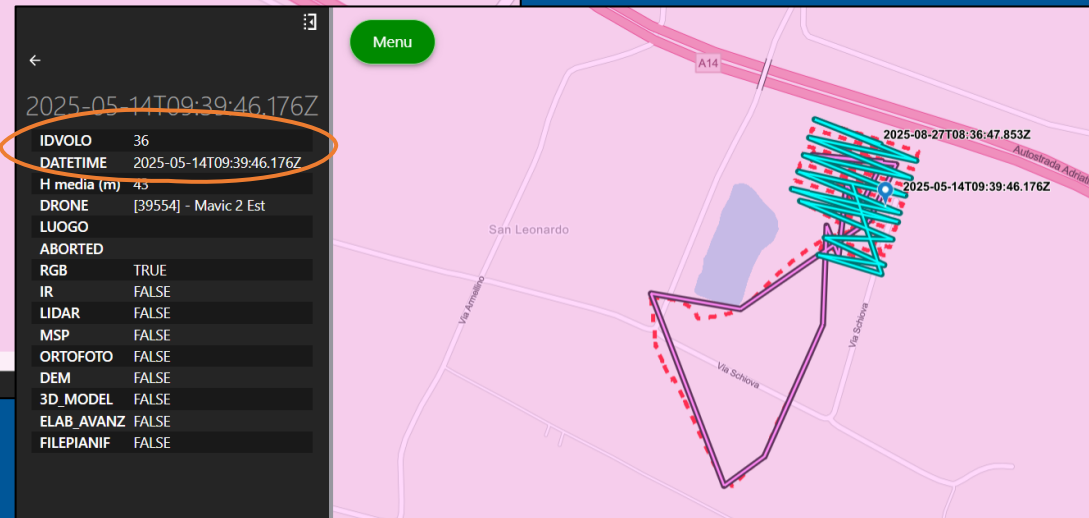 2025-05-14T09:39:46.176Z
IDVOLO 36
DATETIME 2025-05-14T09:39:46.176Z
H media (m) 43
DRONE [39554] - Mavic 2 Est
LUOGO
ABORTED
RGB TRUE
IR FALSE
LIDAR FALSE
MSP FALSE
ORTOFOTO FALSE
DEM FALSE
3D_MODEL FALSE
ELAB_AVANZ FALSE
FILEPIANIF FALSE
Menu
A14
2025-08-27T08:36:47.853Z
Autostrada Adriati
2025-05-14T09:39:46.176Z
San Leonardo
Via Armellino
Via Schiova
Via Schiova